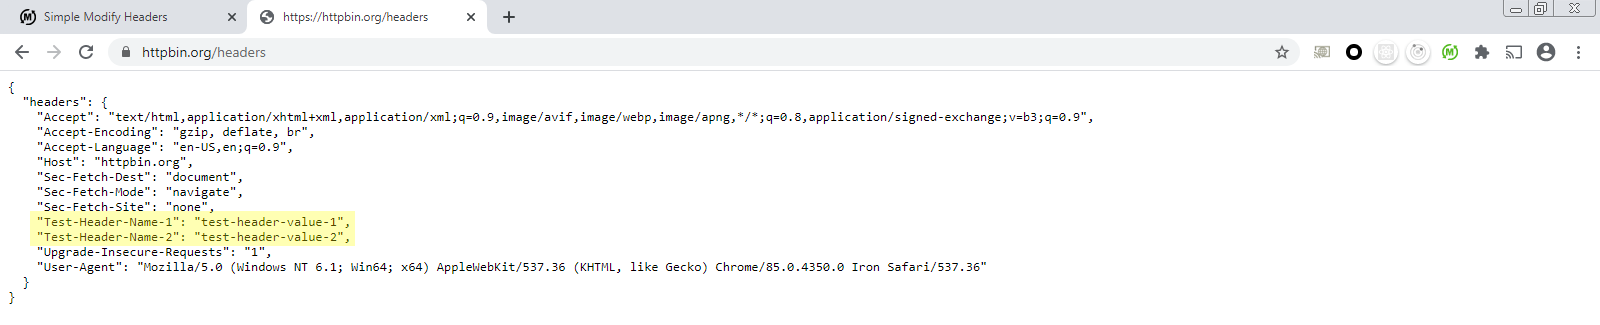 Simple Modify Headers
https://httpbin.org/headers
httpbin.org/headers
{
  "headers": {
    "Accept": "text/html,application/xhtml+xml,application/xml;q=0.9,image/avif,image/webp,image/apng,*/*;q=0.8,application/signed-exchange;v=b3;q=0.9",
    "Accept-Encoding": "gzip, deflate, br",
    "Accept-Language": "en-US,en;q=0.9",
    "Host": "httpbin.org",
    "Sec-Fetch-Dest": "document",
    "Sec-Fetch-Mode": "navigate",
    "Sec-Fetch-Site": "none",
    "Test-Header-Name-1": "test-header-value-1",
    "Test-Header-Name-2": "test-header-value-2",
    "Upgrade-Insecure-Requests": "1",
    "User-Agent": "Mozilla/5.0 (Windows NT 6.1; Win64; x64) AppleWebKit/537.36 (KHTML, like Gecko) Chrome/85.0.4350.0 Iron Safari/537.36"
  }
}